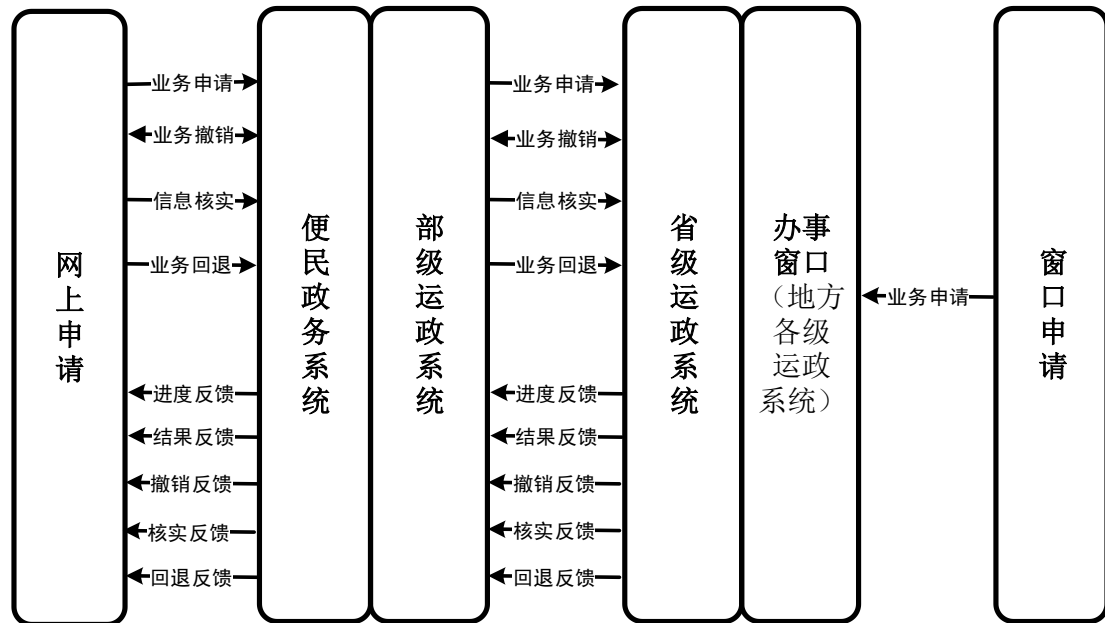 网上申请
业务申请
业务撤销
信息核实
业务回退
进度反馈
结果反馈
撤销反馈
核实反馈
回退反馈
便民政务系统
部级运政系统
业务申请
业务撤销
信息核实
业务回退
进度反馈
结果反馈
撤销反馈
核实反馈
回退反馈
省级运政系统
办事
窗口
（地方
各级
运政
系统）
业务申请
窗口申请